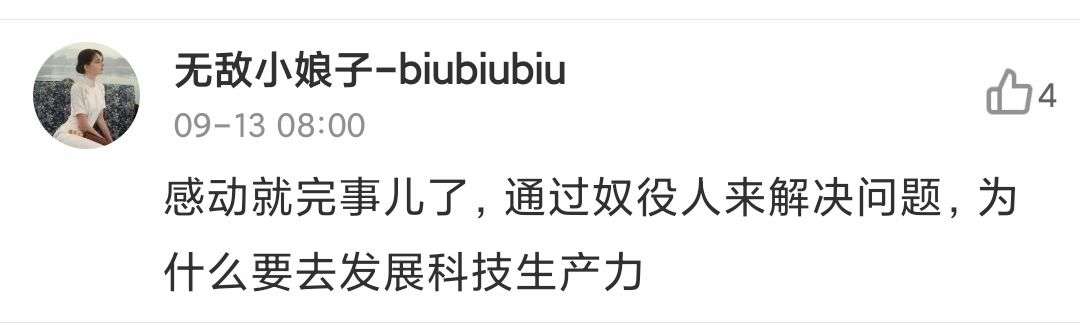 无敌小娘子-biubiubiu
09-13 08:00
4
感动就完事儿了，通过奴役人来解决问题，为
什么要去发展科技生产力